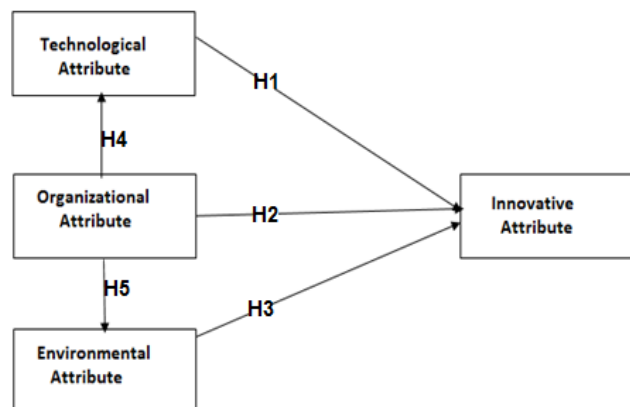 Technological
Attribute
H1
H4
Organizational
Attribute
H2
Innovative
Attribute
H5
H3
Environmental
Attribute